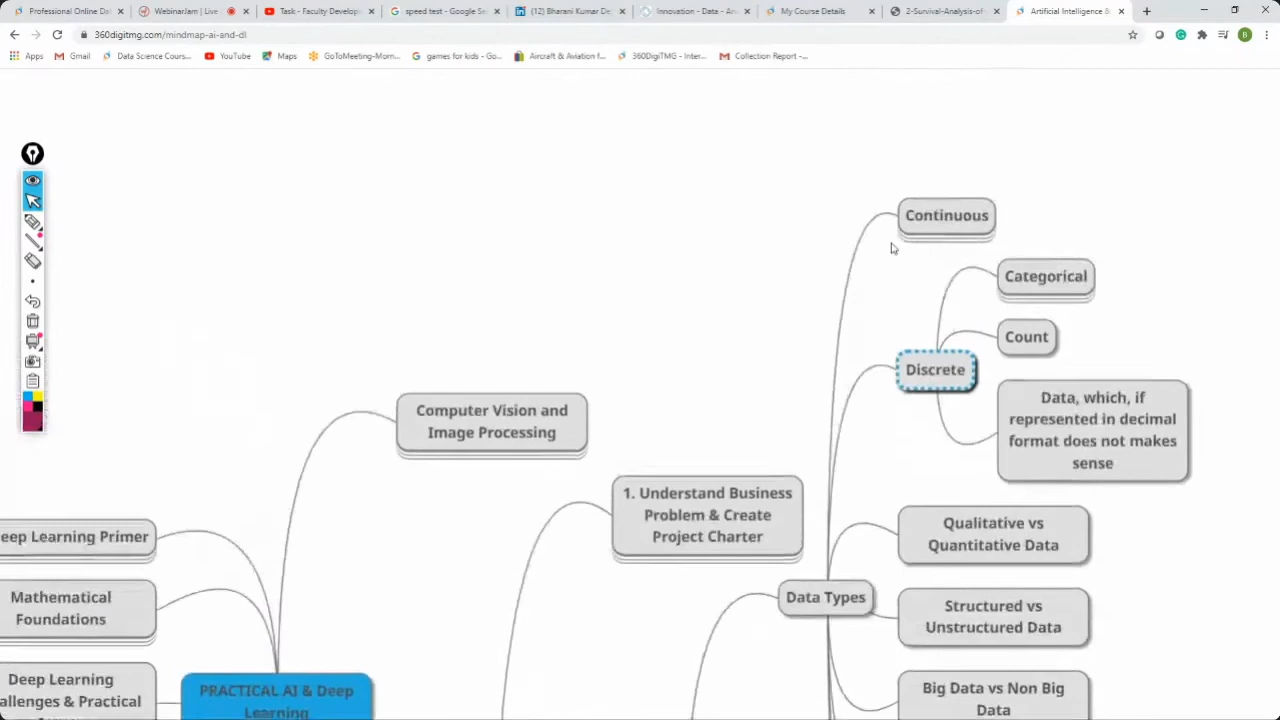 Professional Online Da
WebinarJam | Live
Task - Faculty Develop
speed test - Google Se
(12) Bharani Kumar De
Innovation - Data - An
My Course Details
2-Survival-Analysis-of
Artificial Intelligence &
360digitmg.com/mindmap-ai-and-dl
Apps
Gmail
Data Science Cours...
YouTube
Maps
GoToMeeting-Mom...
games for kids - Go...
Aircraft & Aviation f...
360DigiTMG - Inter...
Collection Report -...
Continuous
Categorical
Count
Discrete
Data, which, if
represented in decimal
format does not makes
sense
Computer Vision and
Image Processing
1. Understand Business
Problem & Create
Project Charter
Qualitative vs
Quantitative Data
Data Types
Structured vs
Unstructured Data
Big Data vs Non Big
Data
eep Learning Primer
Mathematical
Foundations
Deep Learning
allenges & Practical
PRACTICAL AI & Deep
Learning